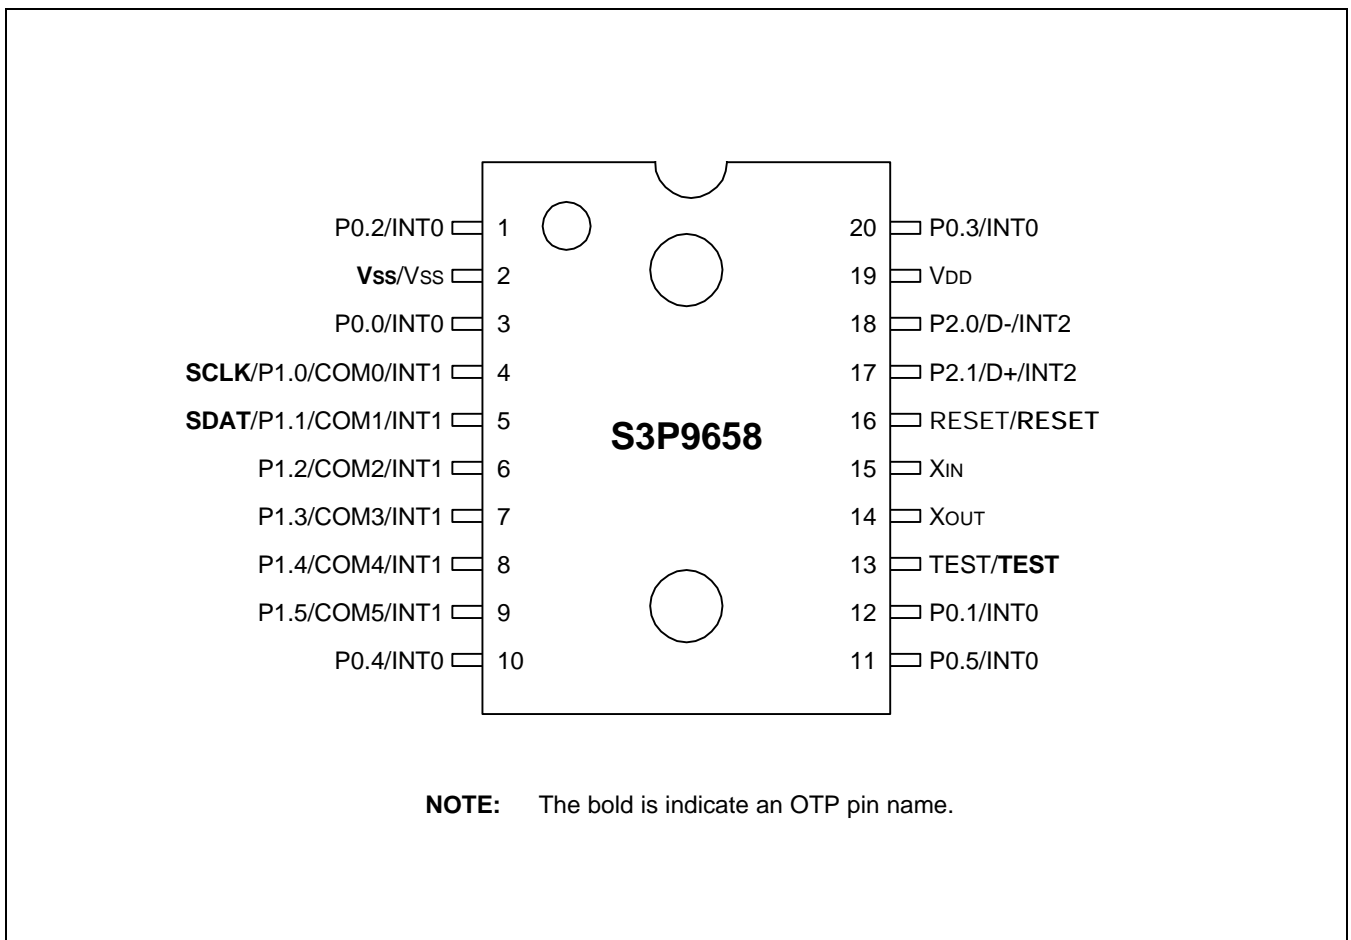 P0.2/INT0 1 20 P0.3/INT0
Vss/Vss 2 19 VDD
P0.0/INT0 3 18 P2.0/D-/INT2
SCLK/P1.0/COM0/INT1 4 17 P2.1/D+/INT2
SDAT/P1.1/COM1/INT1 5 16 RESET/RESET
S3P9658
P1.2/COM2/INT1 6 15 XIN
P1.3/COM3/INT1 7 14 XOUT
P1.4/COM4/INT1 8 13 TEST/TEST
P1.5/COM5/INT1 9 12 P0.1/INT0
P0.4/INT0 10 11 P0.5/INT0
NOTE: The bold is indicate an OTP pin name.